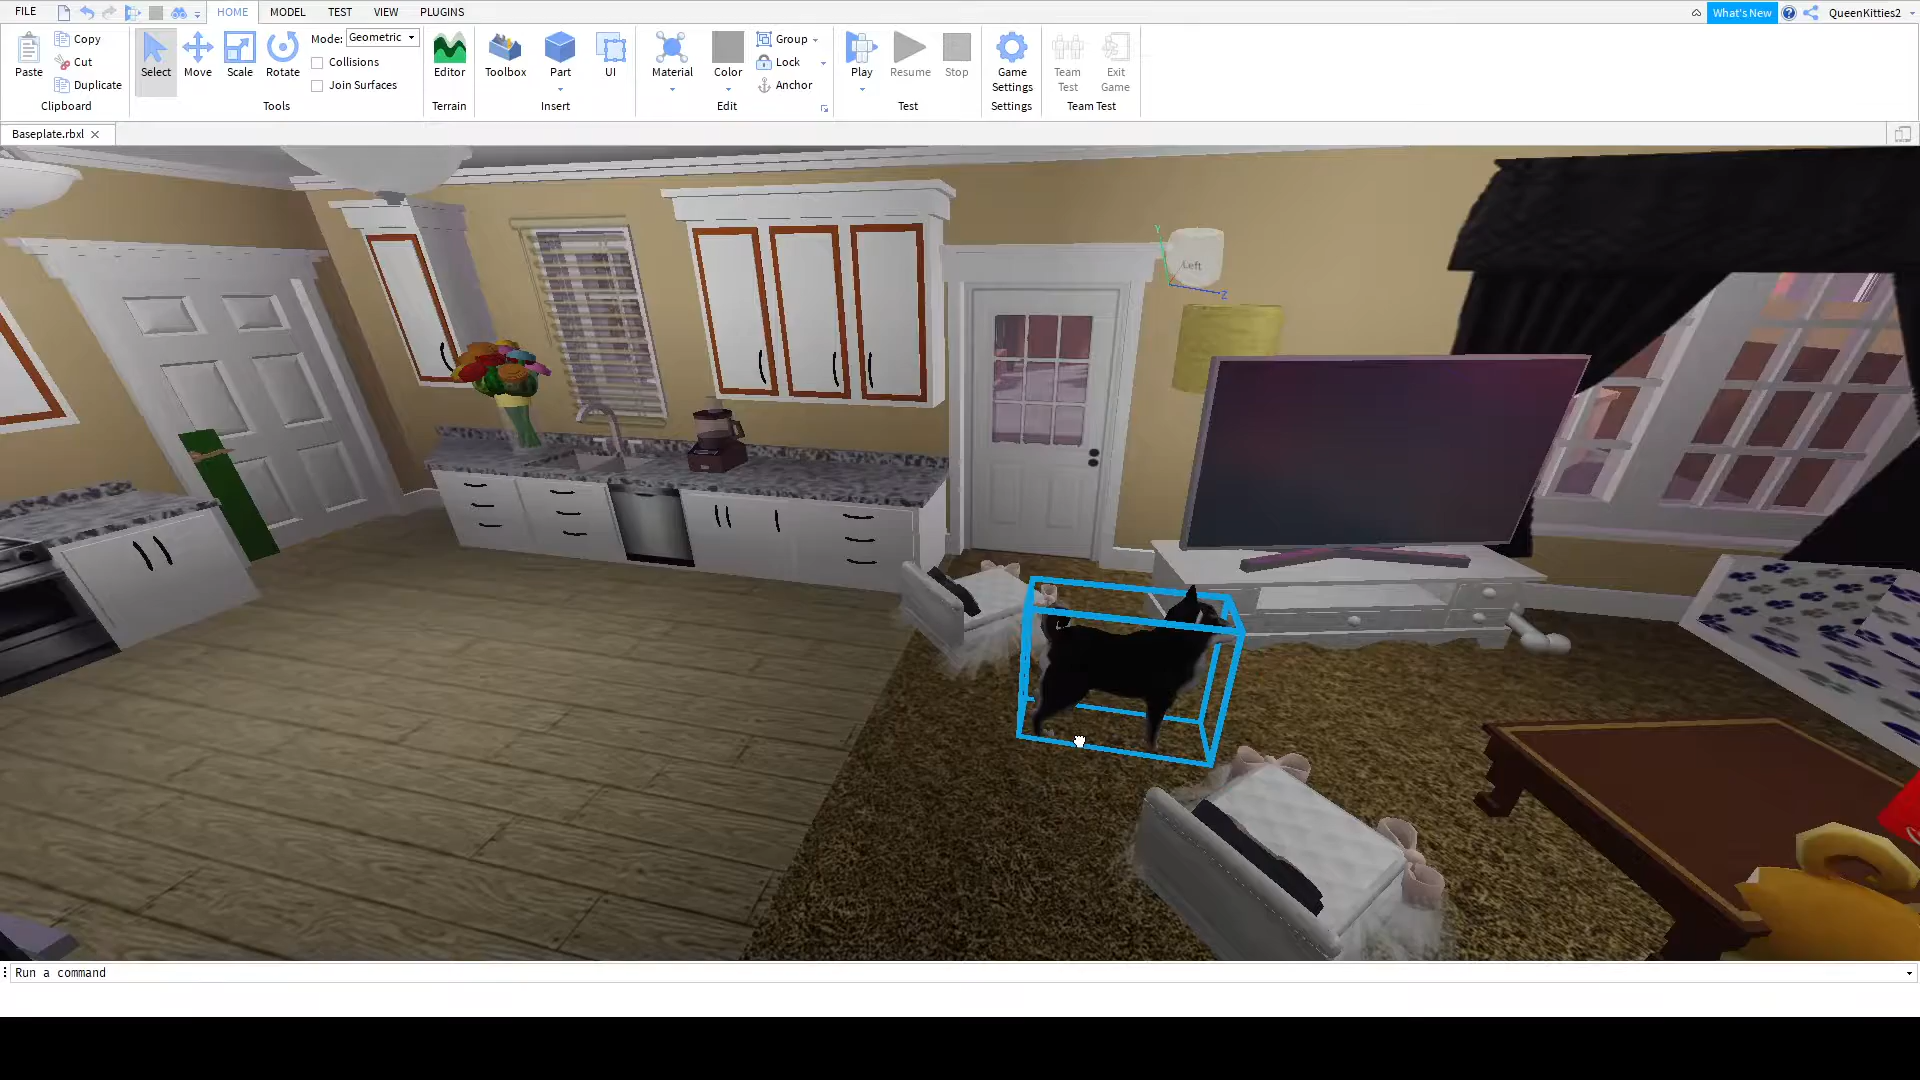 FILE HOME MODEL TEST VIEW PLUGINS What's New QueenKitties2
Paste Copy Cut Duplicate
Select Move Scale Rotate Mode: Geometric
Collisions
Join Surfaces
Editor Toolbox Part UI Material Color Group Lock Anchor
Play Resume Stop Game Settings Team Test Exit Game
Clipboard Tools Terrain Insert Edit Test Settings Team Test
Baseplate.rbxl
Y
Left
Z
Run a command